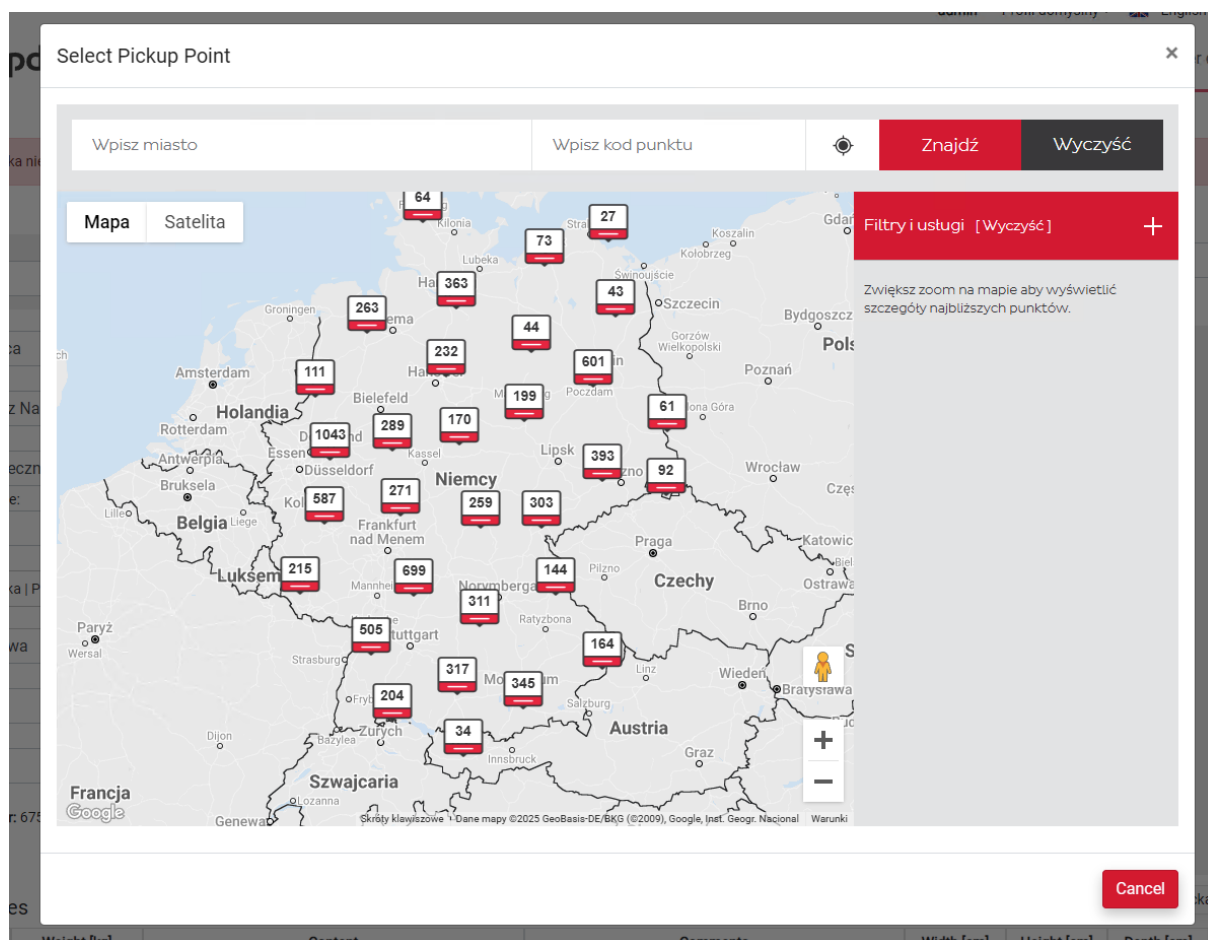 Select Pickup Point
×
Wpisz miasto
Wpisz kod punktu
Znajdź
Wyczyść
Mapa
Satelita
Filtry i usługi [Wyczyść]
+
Zwiększ zoom na mapie aby wyświetlić
szczegóły najbliższych punktów.
64
27
Kilonia
73
Koszalin
Kołobrzeg
Lubeka
Świnoujście
363
43
263
Szczecin
Groningen
Bydgoszcz
44
Gorzów
Wielkopolski
232
601
Poznań
Amsterdam
111
Bielefeld
199
Poczdam
Holandia
61
Rotterdam
289
170
1043
Essen
Kassel
Lipsk
393
Antwerpia
Düsseldorf
Niemcy
92
Wrocław
Bruksela
587
271
259
303
Lille
Belgia
Liege
Frankfurt
nad Menem
Praga
Katowic
215
699
144
Pilzno
Czechy
Ostrawa
Norymberga
311
Brno
Ratyzbona
Paryż
505
Wersal
164
Strasburg
317
Linz
Wiedeń
345
Bratysława
204
Salzburg
Dijon
Zurych
Bazylea
34
Austria
Innsbruck
Graz
Szwajcaria
Francja
Lozanna
Google
Genewa
Skróty klawiszowe
Dane mapy ©2025 GeoBasis-DE/BKG (©2009), Google, Inst. Geogr. Nacional
Warunki
+
−
Cancel